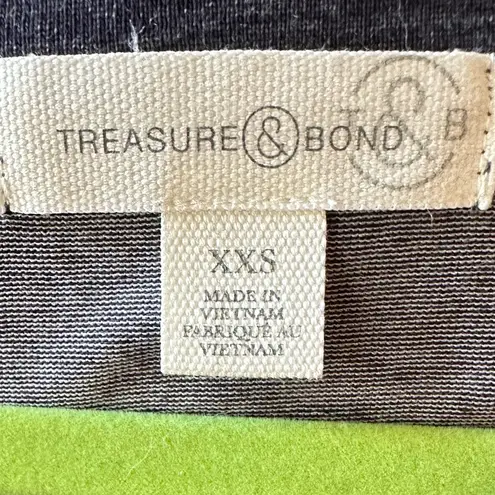 TREASURE & BOND
T & B
XXS
MADE IN
VIETNAM
FABRIQUÉ AU
VIETNAM